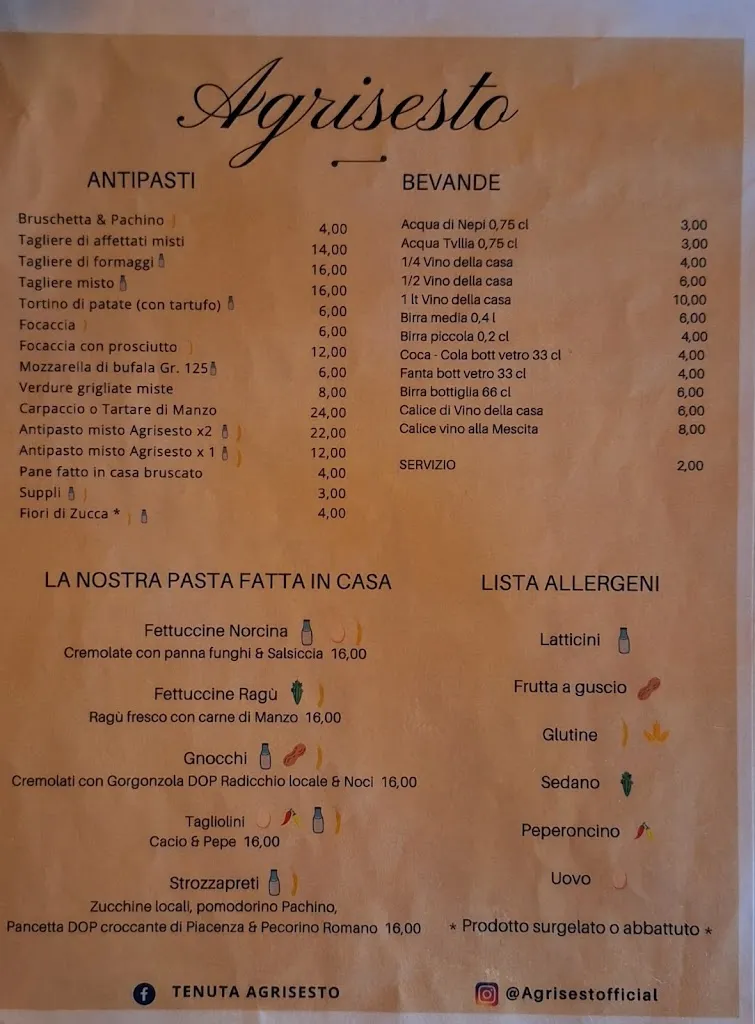 Agrisesto
ANTIPASTI
Bruschetta & Pachino 4,00
Tagliere di affettati misti 14,00
Tagliere di formaggi 16,00
Tagliere misto 16,00
Tortino di patate (con tartufo) 6,00
Focaccia 6,00
Focaccia con prosciutto 12,00
Mozzarella di bufala Gr. 125 6,00
Verdure grigliate miste 8,00
Carpaccio o Tartare di Manzo 24,00
Antipasto misto Agrisesto x2 22,00
Antipasto misto Agrisesto x 1 12,00
Pane fatto in casa bruscato 4,00
Suppli 3,00
Fiori di Zucca * 4,00
BEVANDE
Acqua di Nepi 0,75 cl 3,00
Acqua Tvllia 0,75 cl 3,00
1/4 Vino della casa 4,00
1/2 Vino della casa 6,00
1 lt Vino della casa 10,00
Birra media 0,4 l 6,00
Birra piccola 0,2 cl 4,00
Coca - Cola bott vetro 33 cl 4,00
Fanta bott vetro 33 cl 4,00
Birra bottiglia 66 cl 6,00
Calice di Vino della casa 6,00
Calice vino alla Mescita 8,00
SERVIZIO 2,00
LA NOSTRA PASTA FATTA IN CASA
Fettuccine Norcina
Cremolate con panna funghi & Salsiccia 16,00
Fettuccine Ragù
Ragù fresco con carne di Manzo 16,00
Gnocchi
Cremolati con Gorgonzola DOP Radicchio locale & Noci 16,00
Tagliolini
Cacio & Pepe 16,00
Strozzapreti
Zucchine locali, pomodorino Pachino,
Pancetta DOP croccante di Piacenza & Pecorino Romano 16,00
LISTA ALLERGENI
Latticini
Frutta a guscio
Glutine
Sedano
Peperoncino
Uovo
* Prodotto surgelato o abbattuto *
TENUTA AGRISESTO
@Agrisestofficial